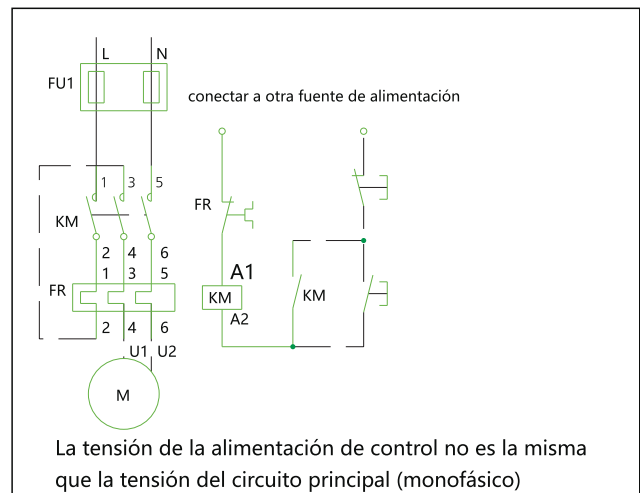 L N
FU1
conectar a otra fuente de alimentación
1 3 5
FR
KM
2 4 6
1 3 5
A1
FR
KM
KM
A2
2 4 6
U1 U2
M
La tensión de la alimentación de control no es la misma
que la tensión del circuito principal (monofásico)